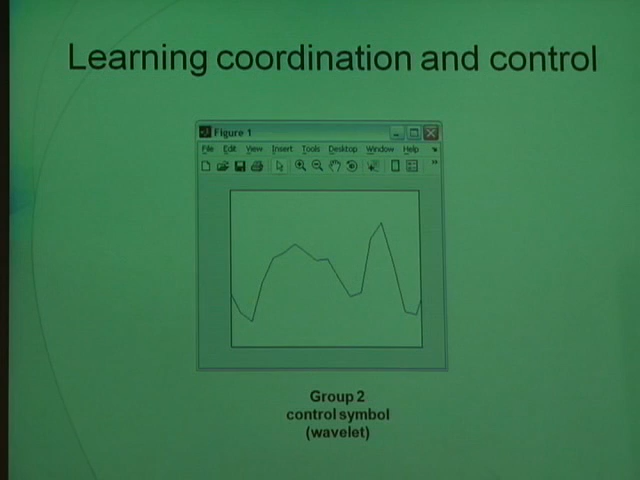 Learning coordination and control
Figure 1
File Edit View Insert Tools Desktop Window Help
Group 2
control symbol
(wavelet)